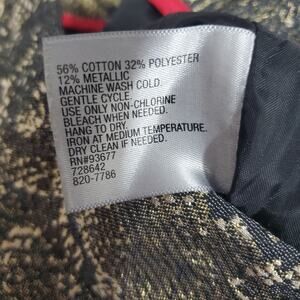 56% COTTON 32% POLYESTER
12% METALLIC
MACHINE WASH COLD.
GENTLE CYCLE.
USE ONLY NON-CHLORINE
BLEACH WHEN NEEDED.
HANG TO DRY.
IRON AT MEDIUM TEMPERATURE.
DRY CLEAN IF NEEDED.
RN#93677
728642
820-7786